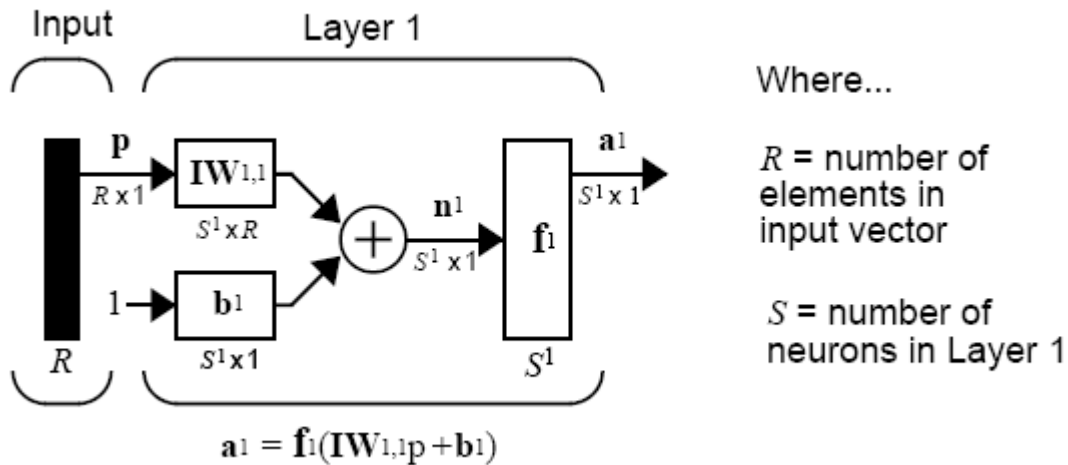 Input
Layer 1
Where...
p
R x 1
IW1,1
S1 x R
1
b1
S1 x 1
+
n1
S1 x 1
f1
a1
S1 x 1
R
S1
R = number of
elements in
input vector
S = number of
neurons in Layer 1
a1 = f1(IW1,1p + b1)